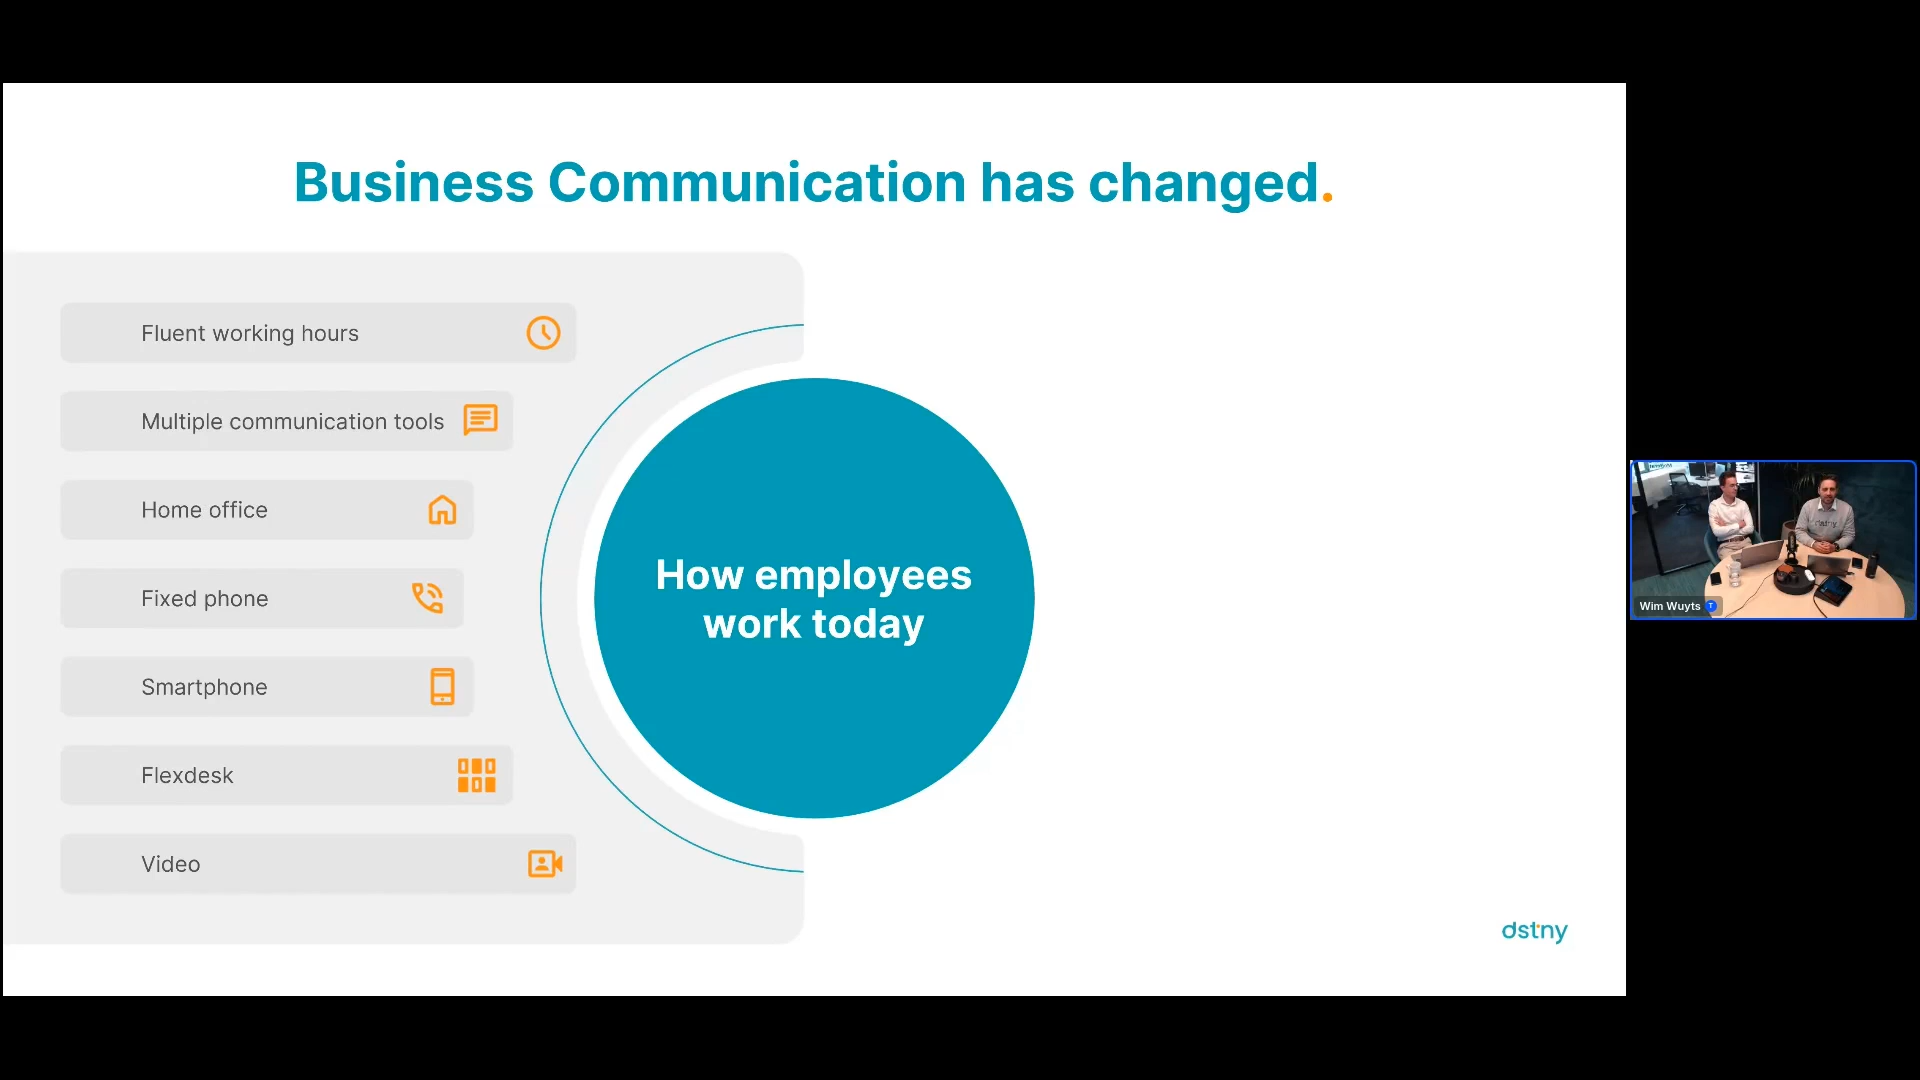 Business Communication has changed.
Fluent working hours
Multiple communication tools
Home office
Fixed phone
Smartphone
Flexdesk
Video
How employees
work today
dstny
Wim Wuyts
T
dstny